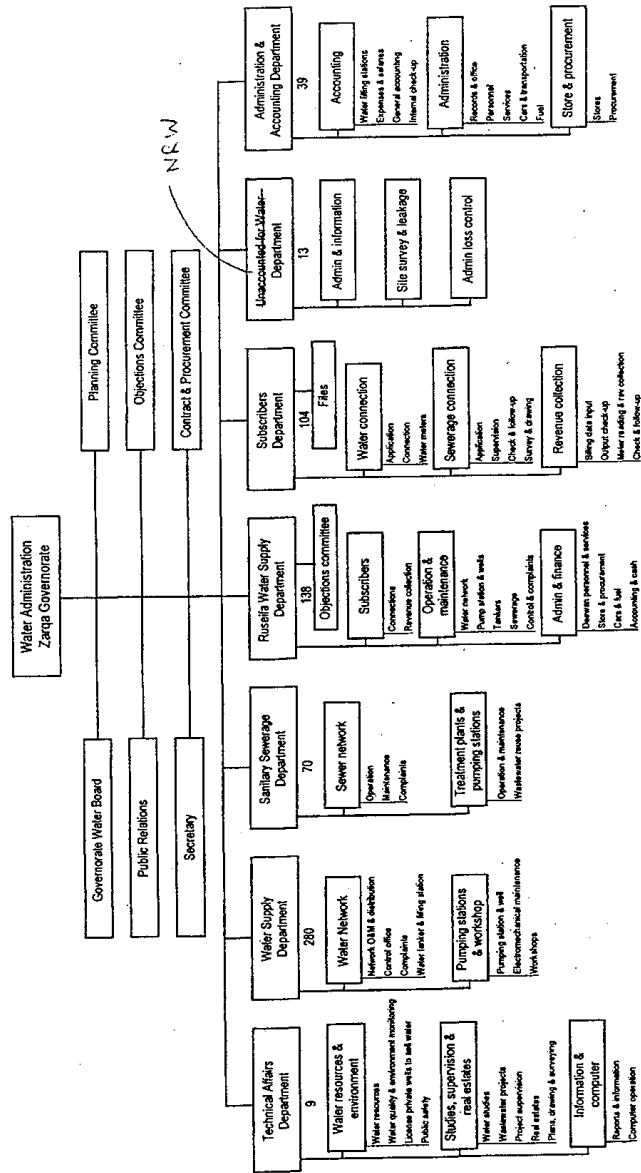 Water Administration
Zarqa Governorate
Governorate Water Board
Planning Committee
Public Relations
Objections Committee
Secretary
Contract & Procurement Committee
Technical Affairs
Department
9
Water resources &
environment
Water resources
Water quality & environment monitoring
License private wells to sell water
Public safety
Studies, supervision &
real estates
Water studies
Wastewater projects
Project supervision
Real estates
Plans, drawing & surveying
Information &
computer
Reports & information
Computer operation
Water Supply
Department
280
Water Network
Network O&M & distribution
Control office
Complaints
Water tanker & filling station
Pumping stations
& workshop
Pumping station & well
Electromechanical maintenance
Workshops
Sanitary Sewerage
Department
70
Sewer network
Operation
Maintenance
Complaints
Treatment plants &
pumping stations
Operation & maintenance
Wastewater reuse projects
Ruseifa Water Supply
Department
138
Objections committee
Subscribers
Connections
Revenue collection
Operation &
maintenance
Water network
Pump station & wells
Tankers
Sewerage
Control & complaints
Admin & finance
Deewan personnel & services
Store & procurement
Cars & fuel
Accounting & cash
Subscribers
Department
104
Files
Water connection
Application
Connection
Water meters
Sewerage connection
Application
Supervision
Check & follow-up
Survey & drawing
Revenue collection
Billing data input
Output check-up
Meter reading & rev collection
Check & follow-up
NRW
Unaccounted for Water
Department
13
Admin & information
Site survey & leakage
Admin loss control
Administration &
Accounting Department
39
Accounting
Water filling stations
Expenses & salaries
General accounting
Internal check-up
Administration
Records & office
Personnel
Services
Cars & transportation
Fuel
Store & procurement
Stores
Procurement